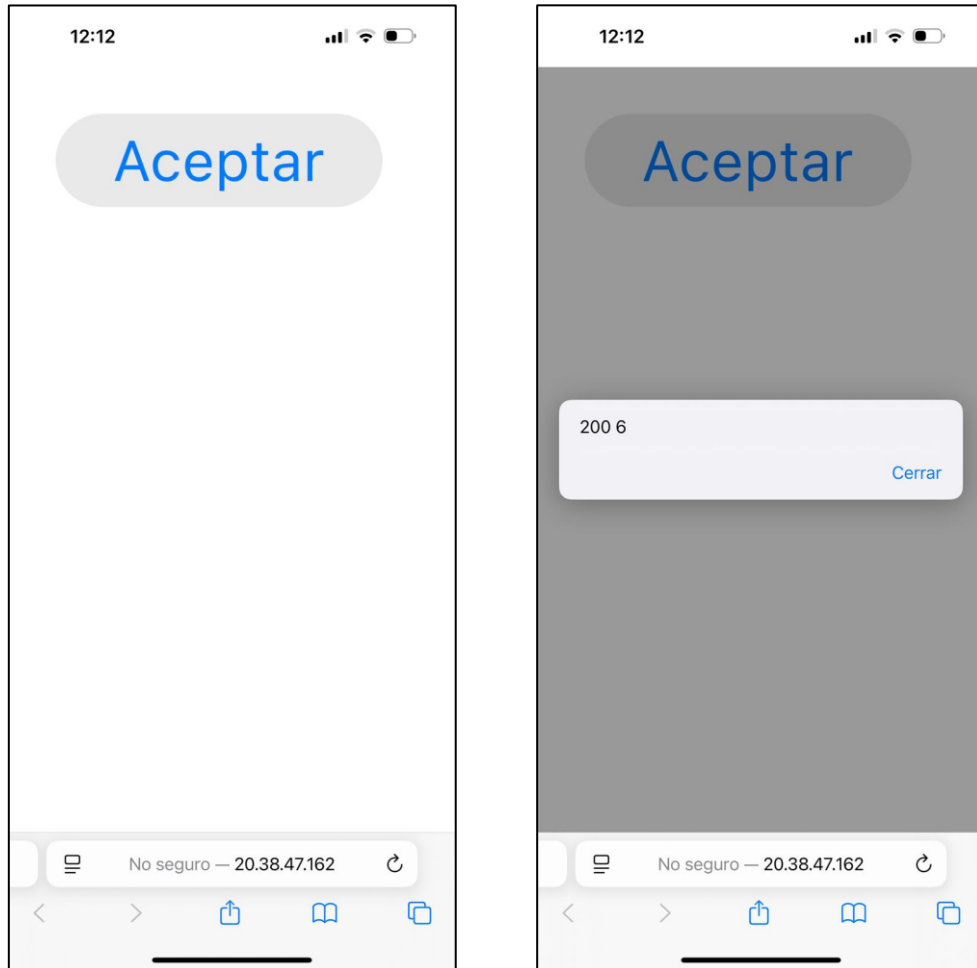 12:12
Aceptar
No seguro — 20.38.47.162
12:12
Aceptar
200 6
Cerrar
No seguro — 20.38.47.162